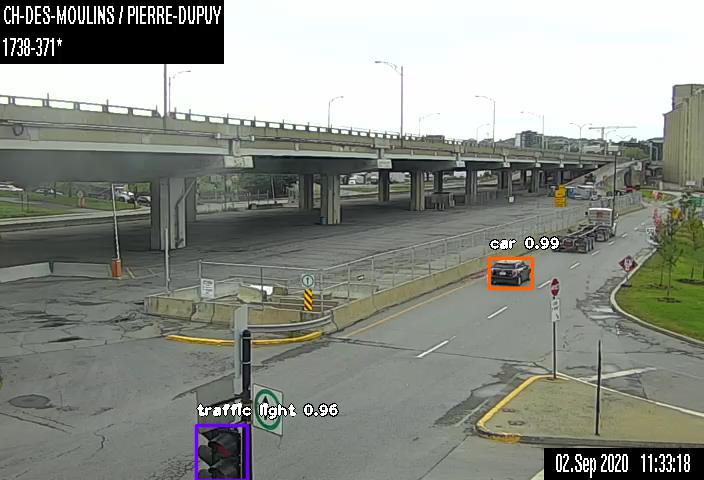 CH-DES-MOULINS / PIERRE-DUPUY
1738-371*
car 0.99
traffic light 0.96
02.Sep 2020 11:33:18